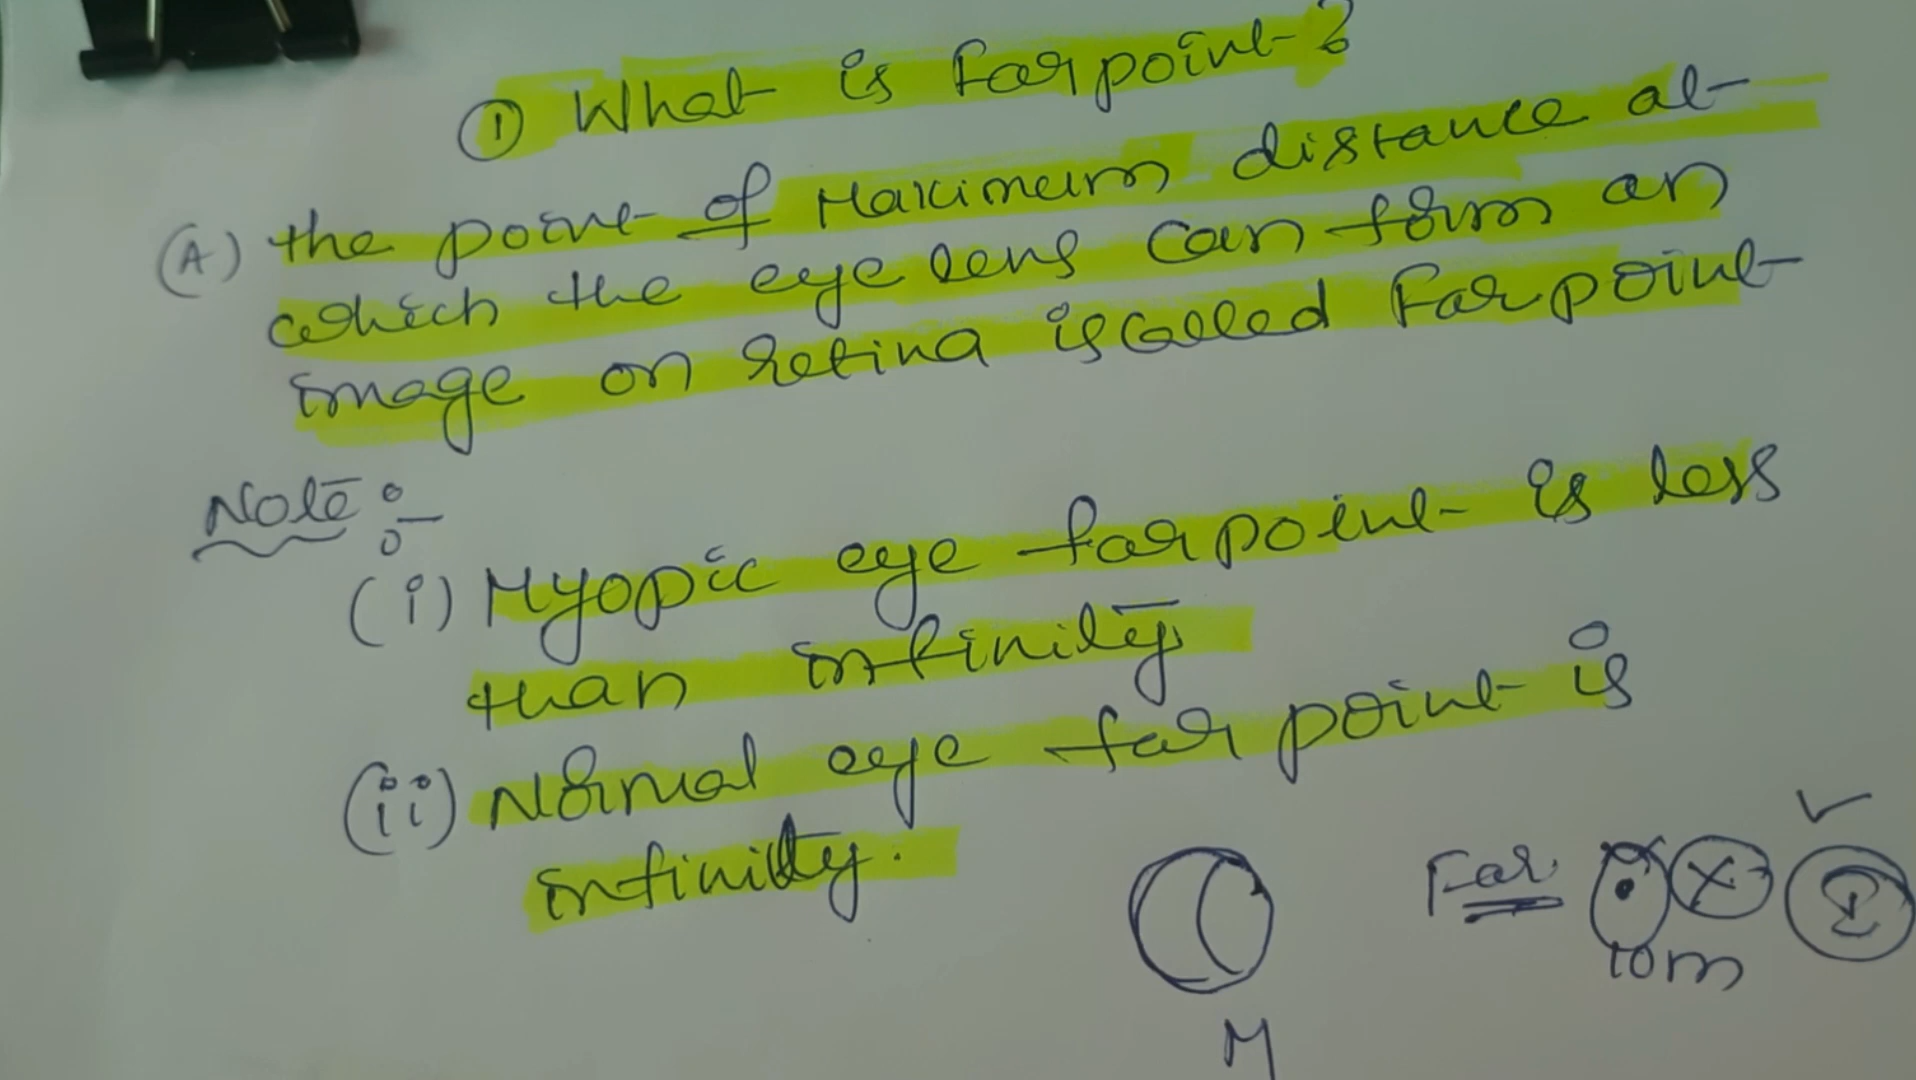 ① What is Far point?
(A) the point of Maximum distance at
which the eye lens can form an
image on retina is called Far point
Note :-
(i) Myopic eye far point is less
than infinity
(ii) Normal eye far point is
infinity.
Far
10m
M